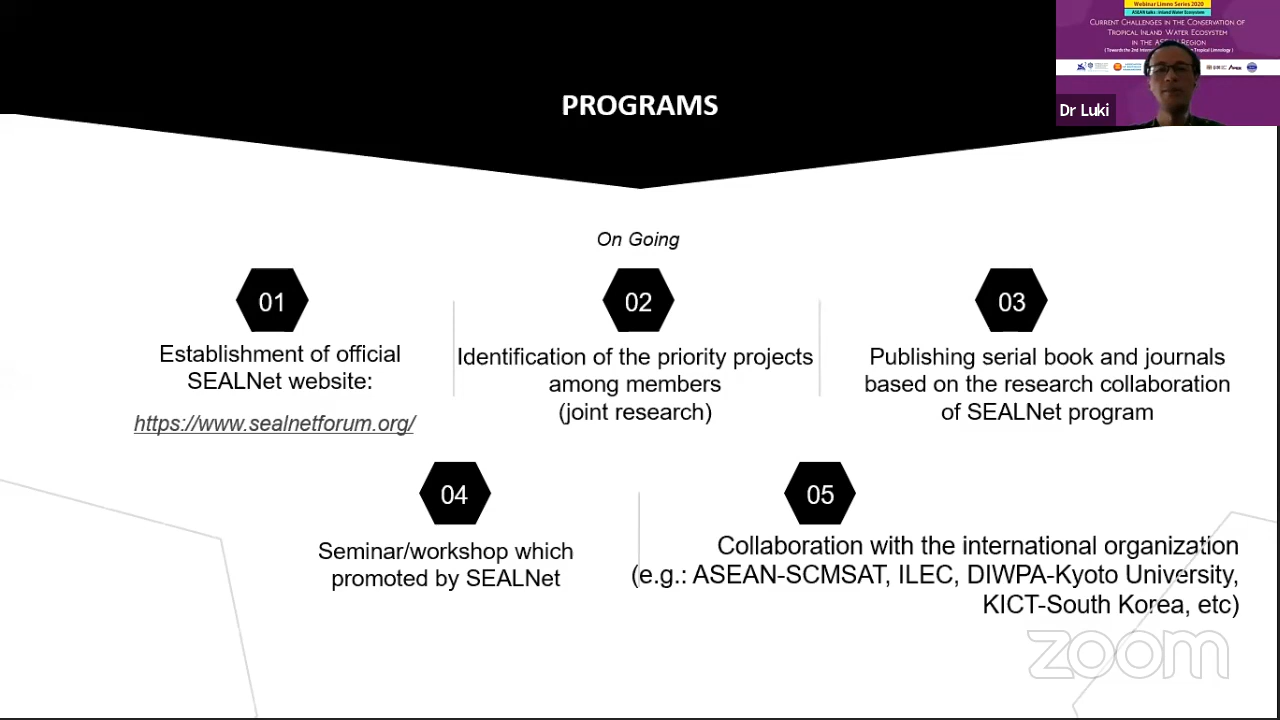 Webinar Limno Series 2020
ASEAN talks : Inland Water Ecosystem
CURRENT CHALLENGES IN THE CONSERVATION OF
TROPICAL INLAND WATER ECOSYSTEM
IN THE ASEAN REGION
Dr Luki
PROGRAMS
On Going
01
Establishment of official
SEALNet website:
https://www.sealnetforum.org/
02
Identification of the priority projects
among members
(joint research)
03
Publishing serial book and journals
based on the research collaboration
of SEALNet program
04
Seminar/workshop which
promoted by SEALNet
05
Collaboration with the international organization
(e.g.: ASEAN-SCMSAT, ILEC, DIWPA-Kyoto University,
KICT-South Korea, etc)
zoom